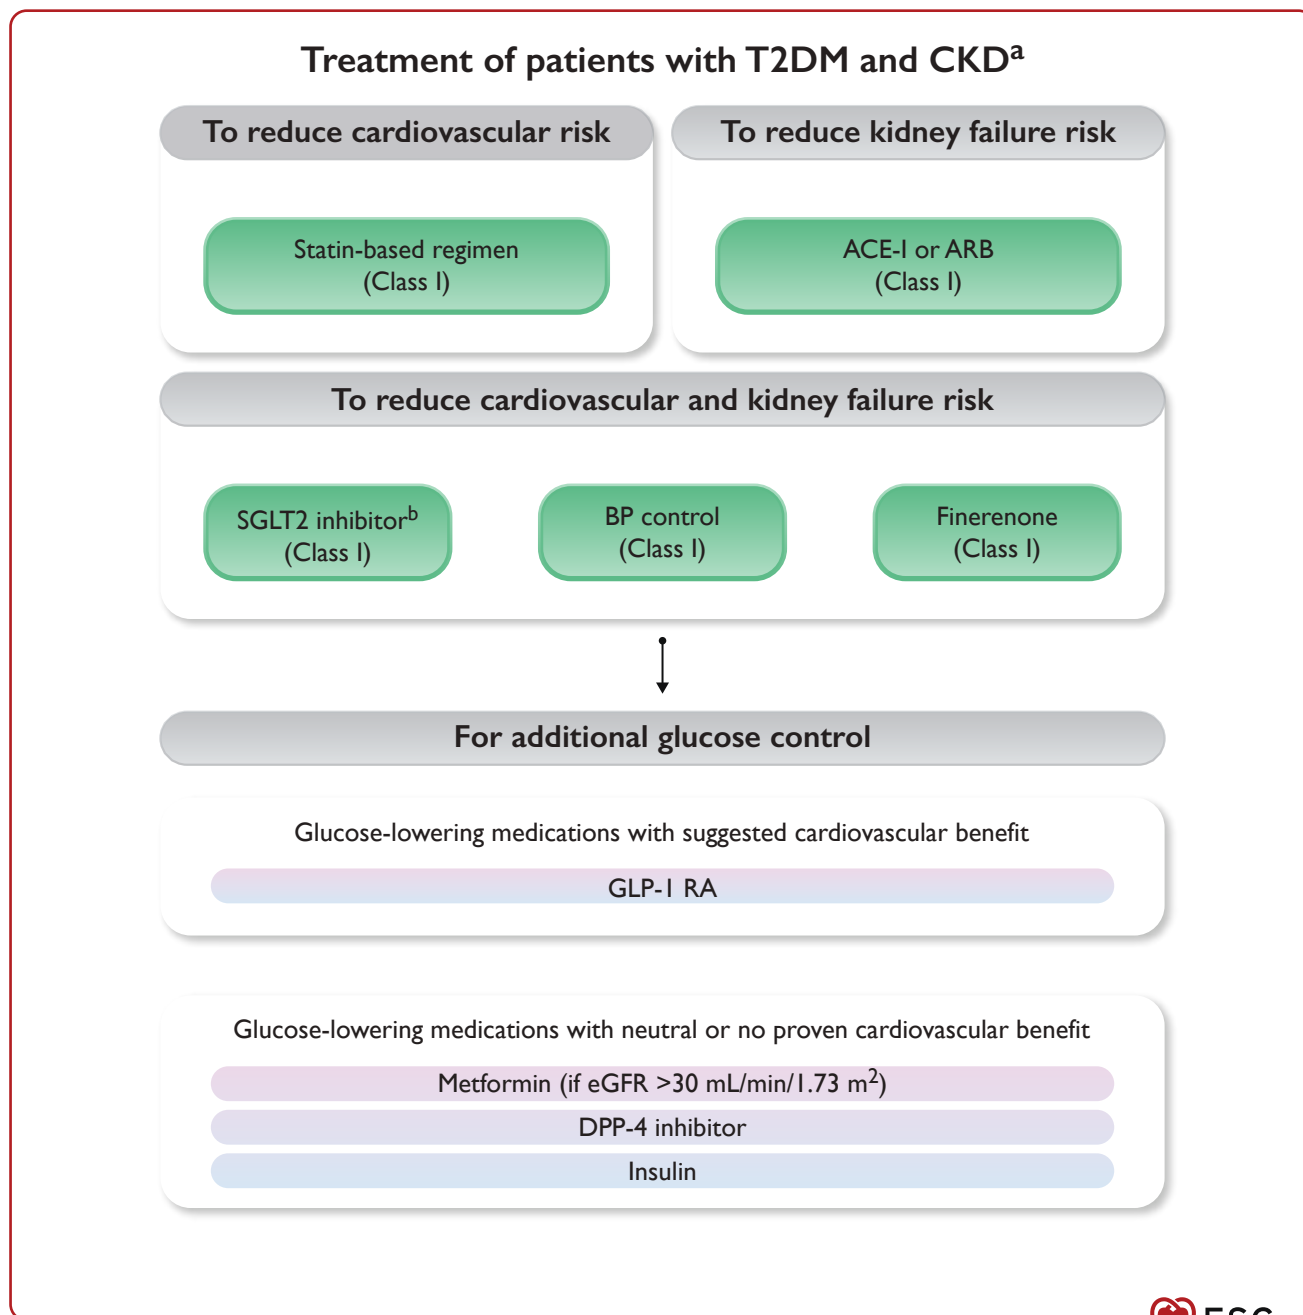 Treatment of patients with T2DM and CKDᵃ
To reduce cardiovascular risk
Statin-based regimen
(Class I)
To reduce kidney failure risk
ACE-I or ARB
(Class I)
To reduce cardiovascular and kidney failure risk
SGLT2 inhibitorᵇ
(Class I)
BP control
(Class I)
Finerenone
(Class I)
For additional glucose control
Glucose-lowering medications with suggested cardiovascular benefit
GLP-1 RA
Glucose-lowering medications with neutral or no proven cardiovascular benefit
Metformin (if eGFR >30 mL/min/1.73 m²)
DPP-4 inhibitor
Insulin
ESC